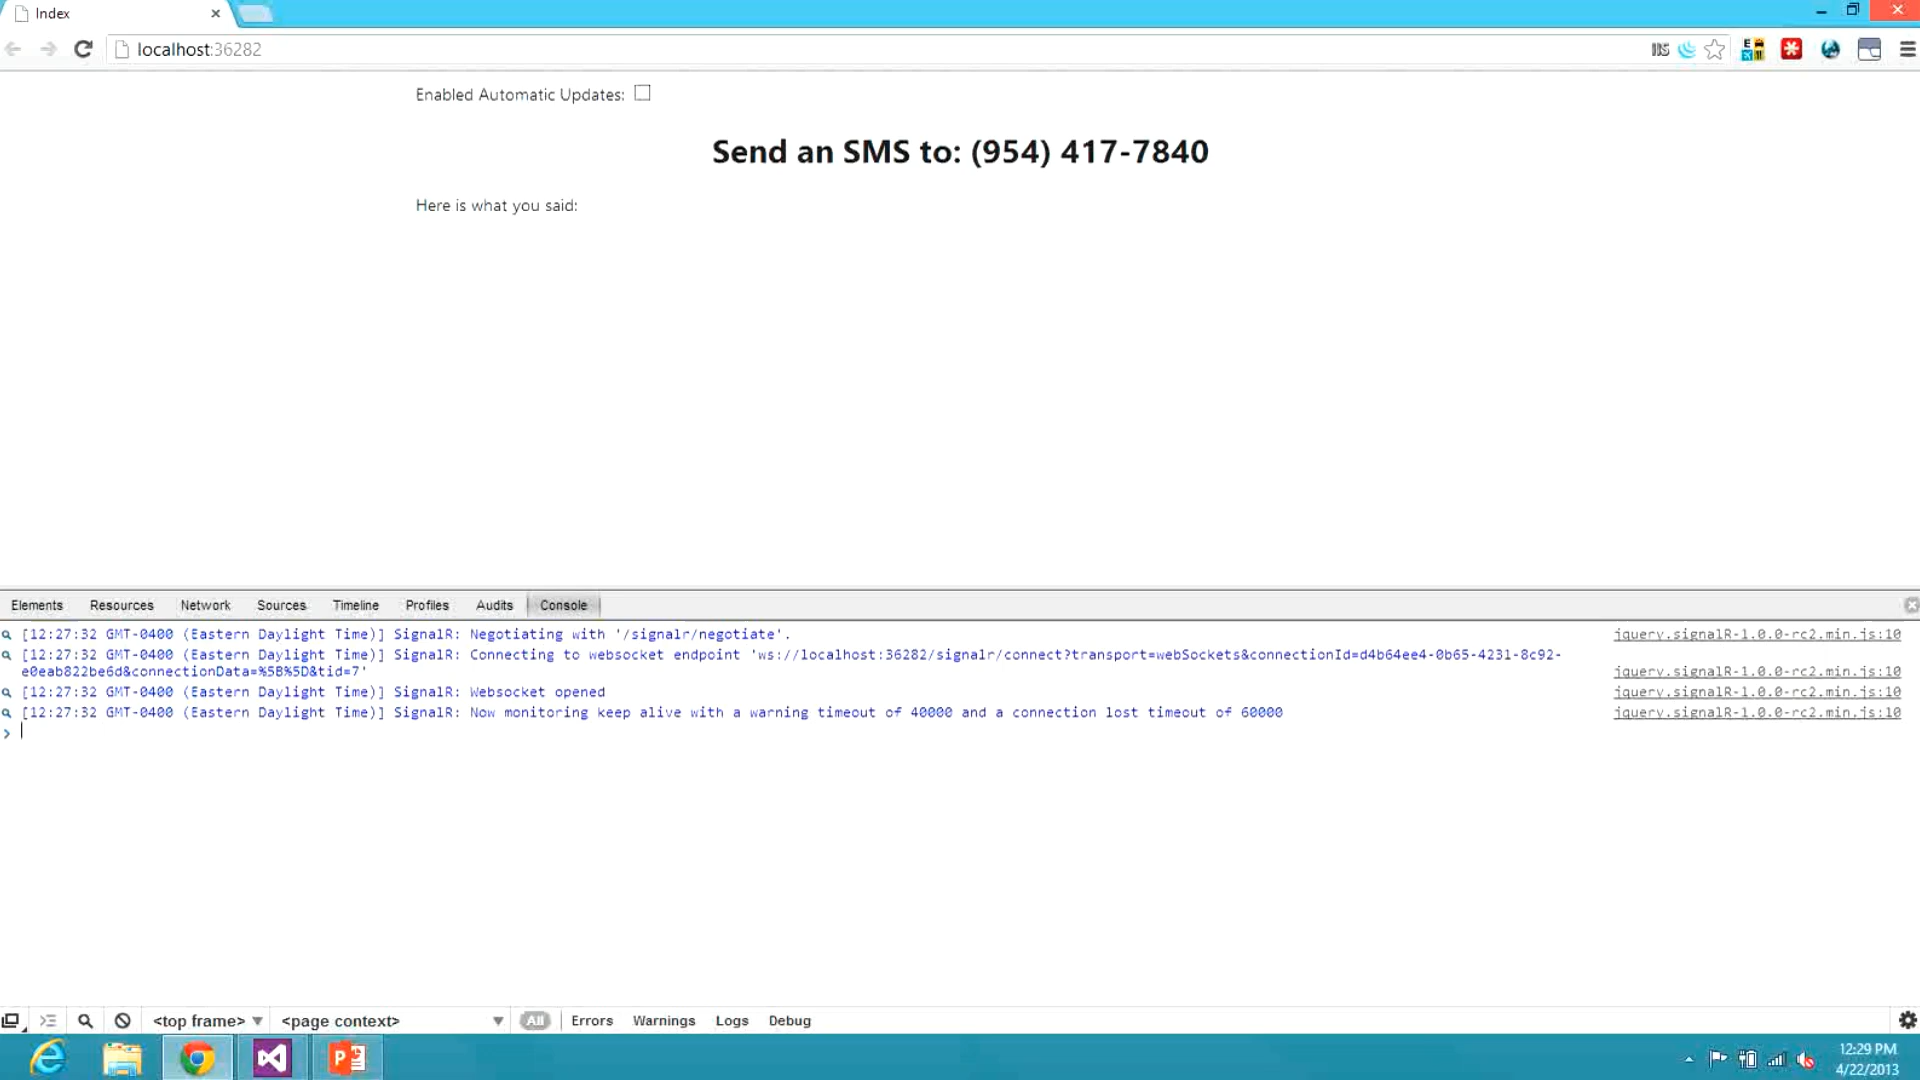 Index
localhost:36282
IIS
Enabled Automatic Updates:
Send an SMS to: (954) 417-7840
Here is what you said:
Elements Resources Network Sources Timeline Profiles Audits Console
[12:27:32 GMT-0400 (Eastern Daylight Time)] SignalR: Negotiating with '/signalr/negotiate'. jquery.signalR-1.0.0-rc2.min.js:10
[12:27:32 GMT-0400 (Eastern Daylight Time)] SignalR: Connecting to websocket endpoint 'ws://localhost:36282/signalr/connect?transport=webSockets&connectionId=d4b64ee4-0b65-4231-8c92-
e0eab822be6d&connectionData=%5B%5D&tid=7' jquery.signalR-1.0.0-rc2.min.js:10
[12:27:32 GMT-0400 (Eastern Daylight Time)] SignalR: Websocket opened jquery.signalR-1.0.0-rc2.min.js:10
[12:27:32 GMT-0400 (Eastern Daylight Time)] SignalR: Now monitoring keep alive with a warning timeout of 40000 and a connection lost timeout of 60000 jquery.signalR-1.0.0-rc2.min.js:10
<top frame> <page context> All Errors Warnings Logs Debug
12:29 PM
4/22/2013